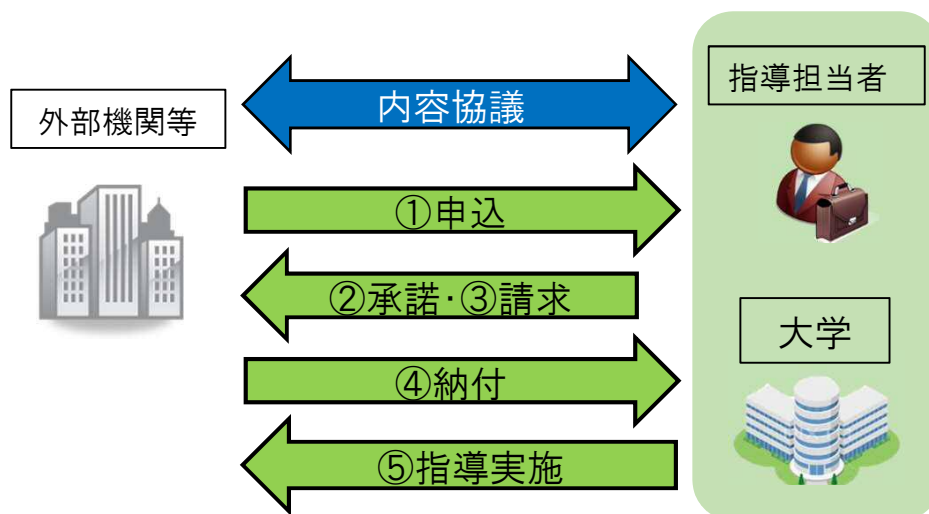 指導担当者
外部機関等
内容協議
①申込
②承諾・③請求
大学
④納付
⑤指導実施